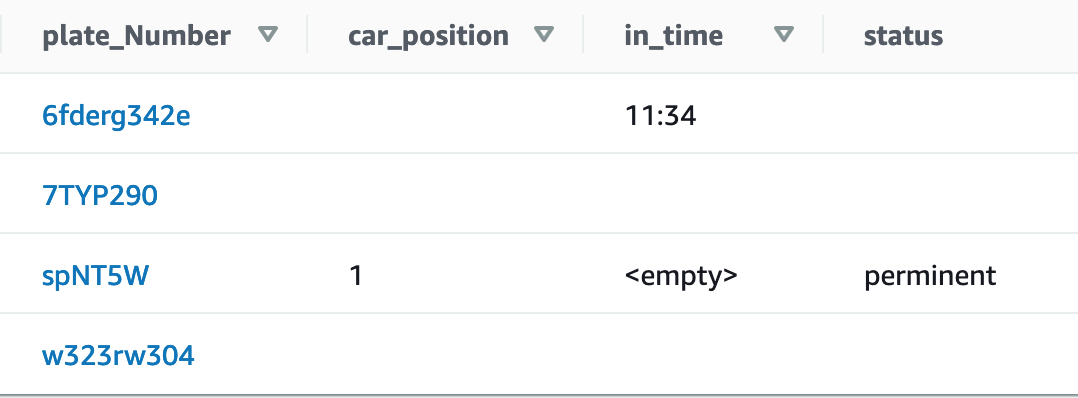 plate_Number car_position in_time status
6fderg342e 11:34
7TYP290
spNT5W 1 <empty> perminent
w323rw304